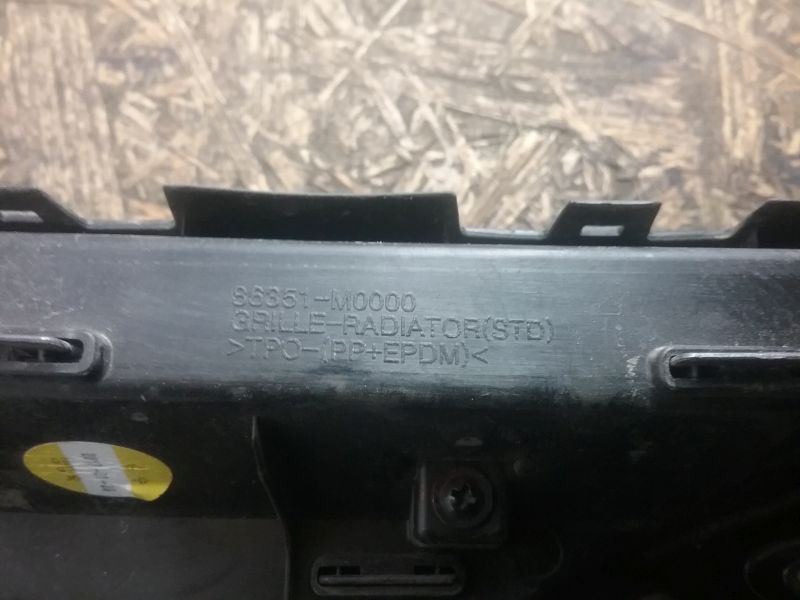 86351-M0000
GRILLE-RADIATOR(STD)
>TPO-(PP+EPDM)<